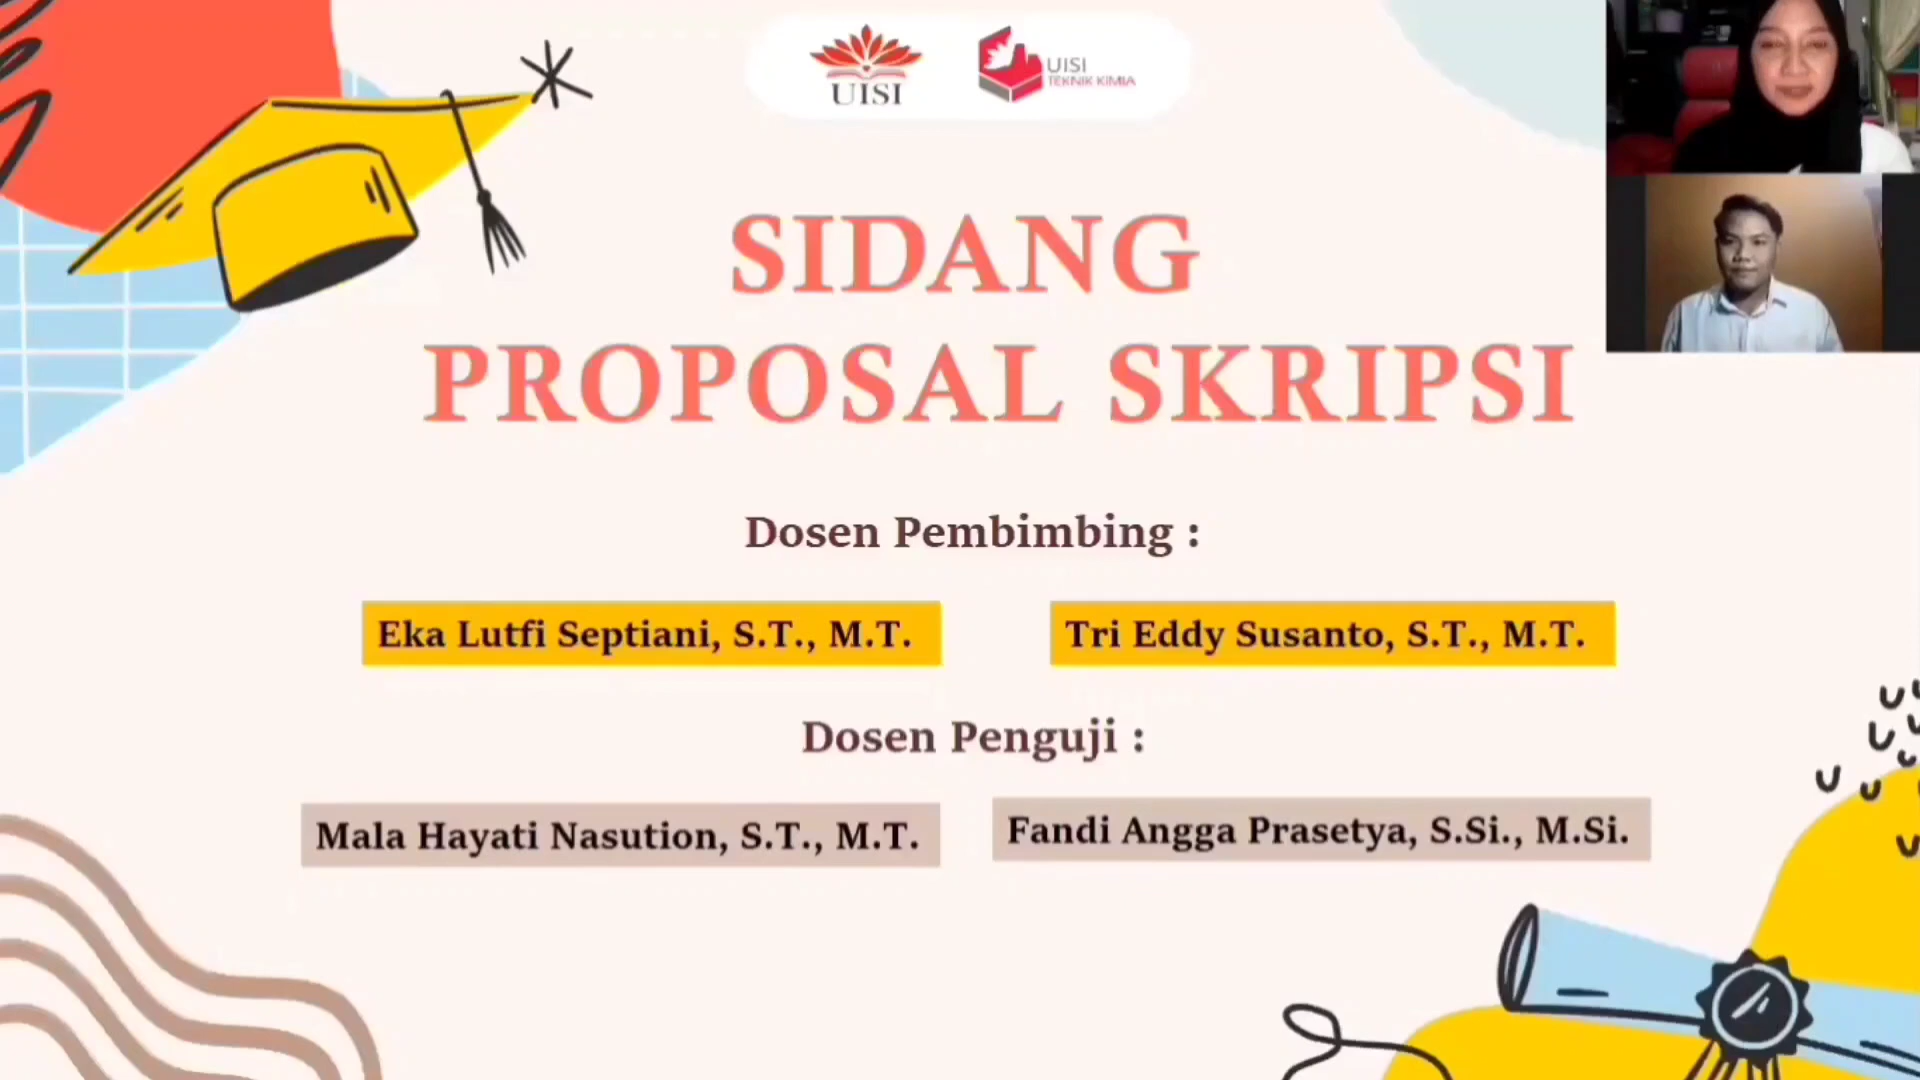 UISI
UISI
TEKNIK KIMIA
SIDANG
PROPOSAL SKRIPSI
Dosen Pembimbing :
Eka Lutfi Septiani, S.T., M.T.
Tri Eddy Susanto, S.T., M.T.
Dosen Penguji :
Mala Hayati Nasution, S.T., M.T.
Fandi Angga Prasetya, S.Si., M.Si.